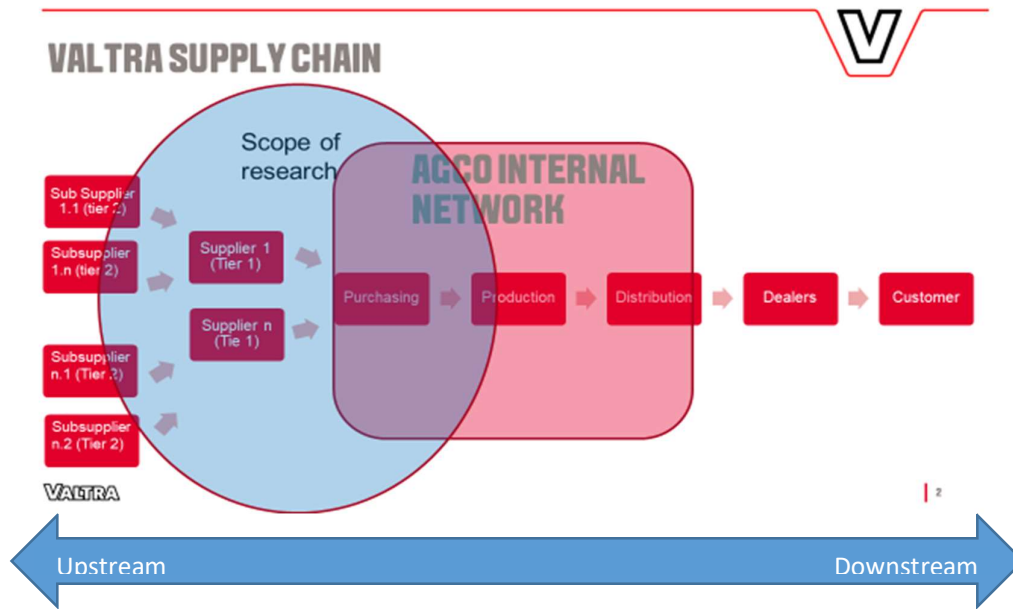 VALTRA SUPPLY CHAIN
V
Scope of
research
AGCO INTERNAL
NETWORK
Sub Supplier
1.1 (tier 2)
Subsupplier
1.n (tier 2)
Supplier 1
(Tier 1)
Supplier n
(Tie 1)
Subsupplier
n.1 (Tier 2)
Subsupplier
n.2 (Tier 2)
Purchasing
Production
Distribution
Dealers
Customer
VALTRA
2
Upstream
Downstream